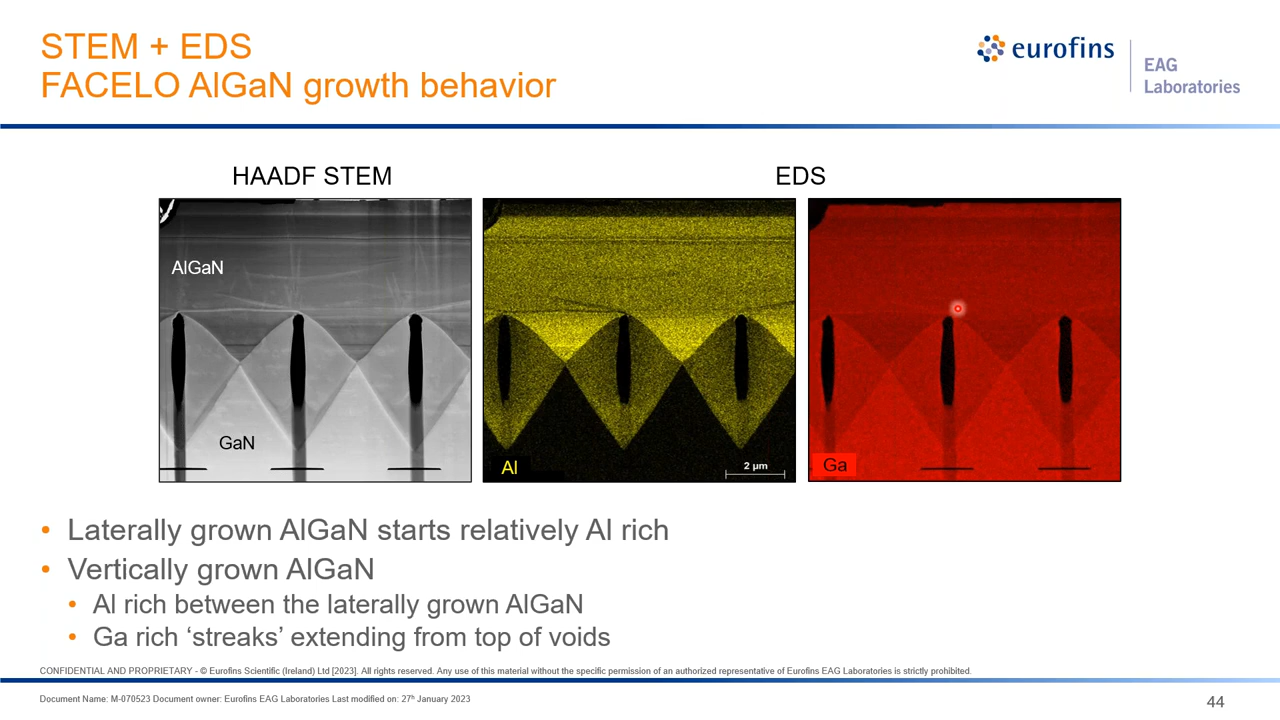 STEM + EDS
FACELO AlGaN growth behavior
eurofins
EAG
Laboratories
HAADF STEM
EDS
AlGaN
GaN
Al
2 µm
Ga
• Laterally grown AlGaN starts relatively Al rich
• Vertically grown AlGaN
• Al rich between the laterally grown AlGaN
• Ga rich ‘streaks’ extending from top of voids
CONFIDENTIAL AND PROPRIETARY - © Eurofins Scientific (Ireland) Ltd [2023]. All rights reserved. Any use of this material without the specific permission of an authorized representative of Eurofins EAG Laboratories is strictly prohibited.
Document Name: M-070523 Document owner: Eurofins EAG Laboratories Last modified on: 27ᵗʰ January 2023
44